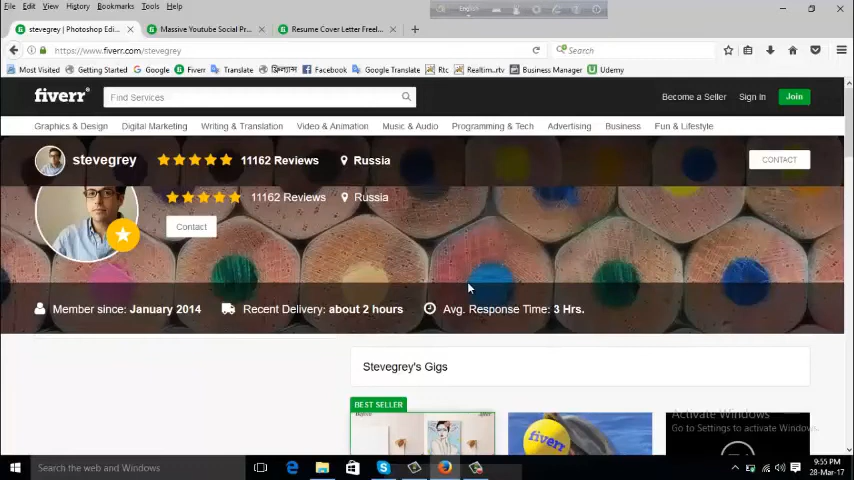 File Edit View History Bookmarks Tools Help
English
stevegrey | Photoshop Edi...
Massive Youtube Social Pr...
Resume Cover Letter Freel...
https://www.fiverr.com/stevegrey
Search
Most Visited Getting Started Google Fiverr Translate ফ্রিল্যান্স Facebook Google Translate Rtc Realtim..rtv Business Manager Udemy
fiverr
Find Services
Become a Seller Sign In Join
Graphics & Design Digital Marketing Writing & Translation Video & Animation Music & Audio Programming & Tech Advertising Business Fun & Lifestyle
stevegrey 11162 Reviews Russia CONTACT
11162 Reviews Russia
Contact
Member since: January 2014 Recent Delivery: about 2 hours Avg. Response Time: 3 Hrs.
Stevegrey's Gigs
BEST SELLER
After
fiverr
Activate Windows
Go to Settings to activate Windows.
Search the web and Windows
9:55 PM
28-Mar-17